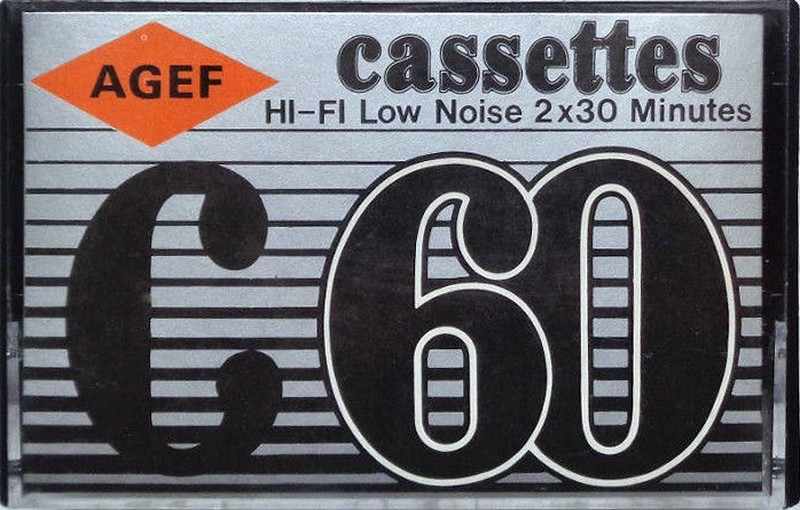 AGEF
cassettes
HI-FI Low Noise 2x30 Minutes
C60